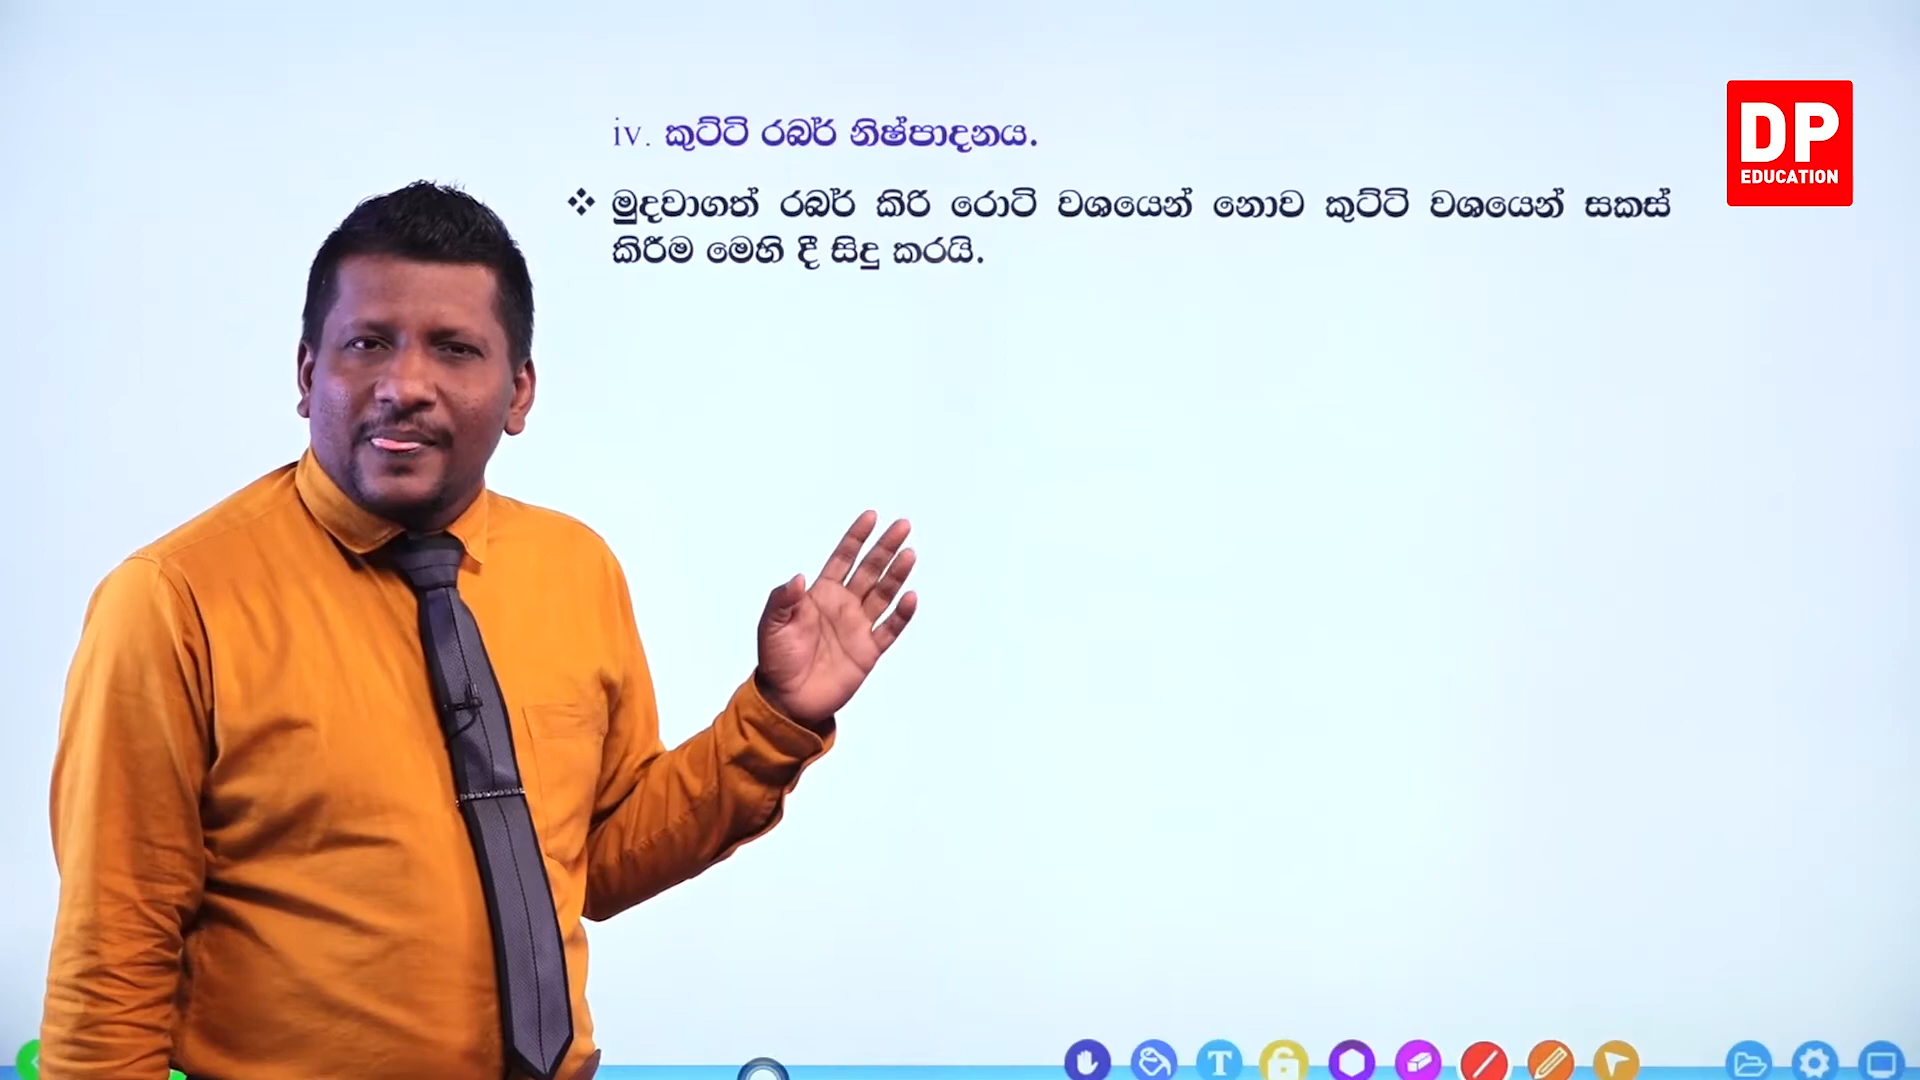 iv. කුට්ටි රබර් නිෂ්පාදනය.
❖ මුදවාගත් රබර් කිරි රොටි වශයෙන් නොව කුට්ටි වශයෙන් සකස්
කිරීම මෙහි දී සිදු කරයි.
DP
EDUCATION
T